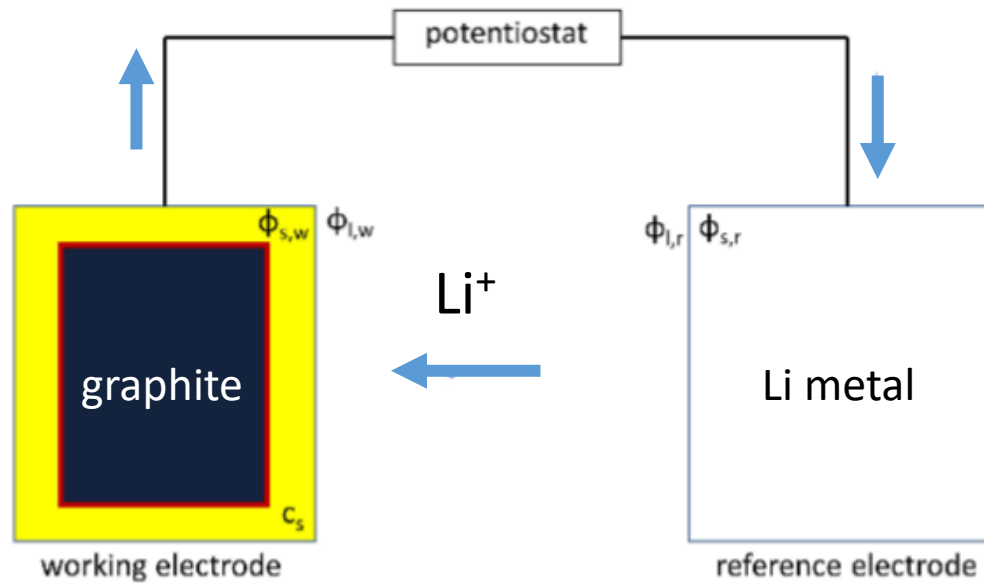 potentiostat
ϕs,w ϕl,w
ϕl,r ϕs,r
Li⁺
graphite
Li metal
cs
working electrode
reference electrode